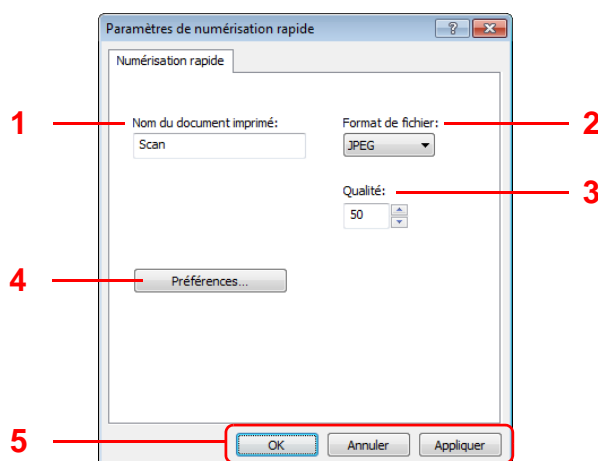 Paramètres de numérisation rapide
Numérisation rapide
1 Nom du document imprimé: Format de fichier: 2
Scan JPEG
Qualité: 3
50
4 Préférences...
5 OK Annuler Appliquer